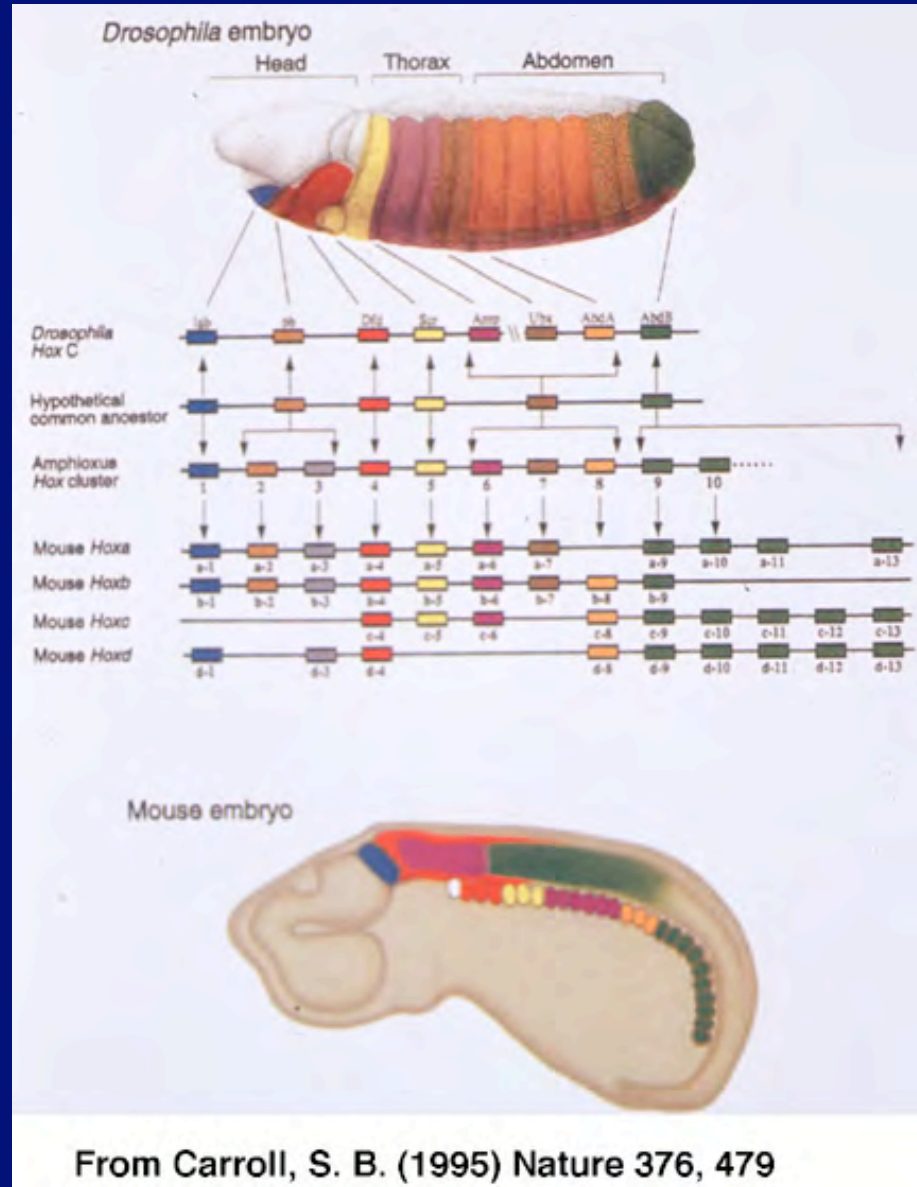 Drosophila embryo
Head Thorax Abdomen
lab pb Dfd Scr Antp Ubx AbdA AbdB
Drosophila
Hox C
Hypothetical
common ancestor
Amphioxus
Hox cluster
1 2 3 4 5 6 7 8 9 10
Mouse Hoxa
a-1 a-2 a-3 a-4 a-5 a-6 a-7 a-9 a-10 a-11 a-13
Mouse Hoxb
b-1 b-2 b-3 b-4 b-5 b-6 b-7 b-8 b-9
Mouse Hoxc
c-4 c-5 c-6 c-8 c-9 c-10 c-11 c-12 c-13
Mouse Hoxd
d-1 d-3 d-4 d-8 d-9 d-10 d-11 d-12 d-13
Mouse embryo
From Carroll, S. B. (1995) Nature 376, 479